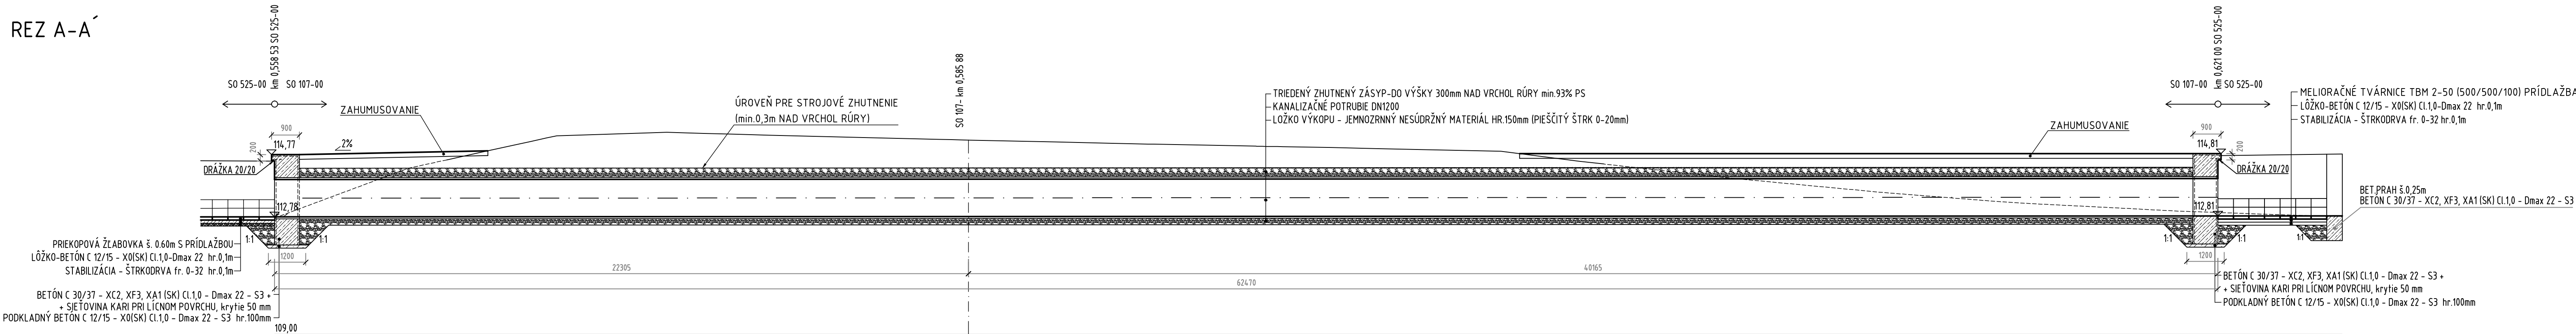 REZ A-A´
km 0,558 53 SO 525-00
SO 525-00
SO 107-00
ZAHUMUSOVANIE
900
200
114,77
2%
DRÁŽKA 20/20
112,78
ÚROVEŇ PRE STROJOVÉ ZHUTNENIE
(min.0,3m NAD VRCHOL RÚRY)
SO 107- km 0,585 88
TRIEDENÝ ZHUTNENÝ ZÁSYP-DO VÝŠKY 300mm NAD VRCHOL RÚRY min.93% PS
KANALIZAČNÉ POTRUBIE DN1200
LOŽKO VÝKOPU - JEMNOZRNNÝ NESÚDRŽNÝ MATERIÁL HR.150mm (PIEŠČITÝ ŠTRK 0-20mm)
ZAHUMUSOVANIE
km 0,621 00 SO 525-00
SO 107-00
SO 525-00
900
114,81
200
DRÁŽKA 20/20
112,81
MELIORAČNÉ TVÁRNICE TBM 2-50 (500/500/100) PRÍDLAŽBA
LÔŽKO-BETÓN C 12/15 - X0(SK) Cl.1,0-Dmax 22 hr.0,1m
STABILIZÁCIA - ŠTRKODRVA fr. 0-32 hr.0,1m
BET.PRAH š.0,25m
BETÓN C 30/37 - XC2, XF3, XA1 (SK) Cl.1,0 - Dmax 22 - S3
PRIEKOPOVÁ ŽĽABOVKA š. 0.60m S PRÍDLAŽBOU
LÔŽKO-BETÓN C 12/15 - X0(SK) Cl.1,0-Dmax 22 hr.0,1m
STABILIZÁCIA - ŠTRKODRVA fr. 0-32 hr.0,1m
1:1
1:1
1200
BETÓN C 30/37 - XC2, XF3, XA1 (SK) Cl.1,0 - Dmax 22 - S3 +
+ SIEŤOVINA KARI PRI LÍCNOM POVRCHU, krytie 50 mm
PODKLADNÝ BETÓN C 12/15 - X0(SK) Cl.1,0 - Dmax 22 - S3 hr.100mm
109,00
22305
40165
62470
1:1
1:1
1:1
1200
BETÓN C 30/37 - XC2, XF3, XA1 (SK) Cl.1,0 - Dmax 22 - S3 +
+ SIEŤOVINA KARI PRI LÍCNOM POVRCHU, krytie 50 mm
PODKLADNÝ BETÓN C 12/15 - X0(SK) Cl.1,0 - Dmax 22 - S3 hr.100mm